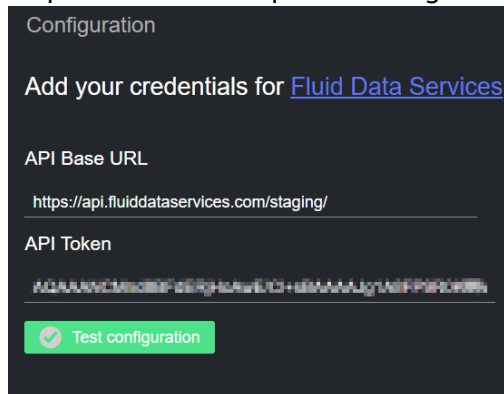 Configuration
Add your credentials for Fluid Data Services
API Base URL
https://api.fluiddataservices.com/staging/
API Token
Test configuration